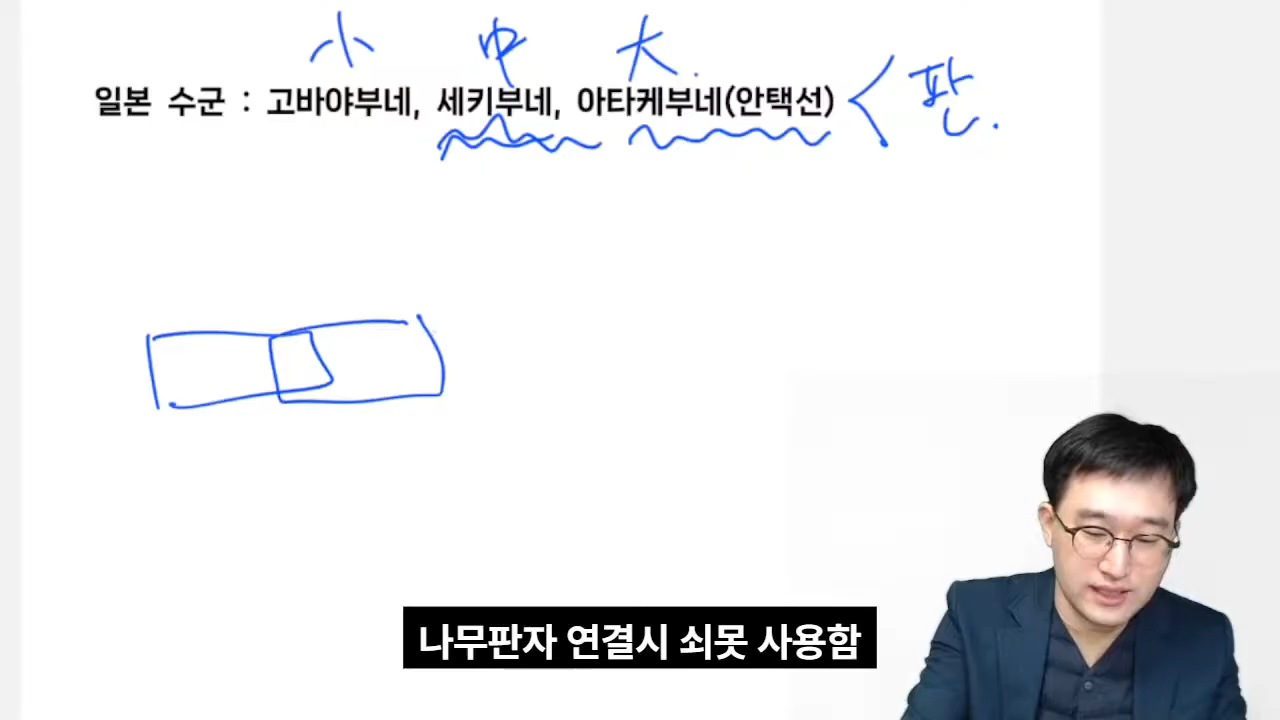 小 中 大.
일본 수군 : 고바야부네, 세키부네, 아타케부네(안택선) < 판.
나무판자 연결시 쇠못 사용함